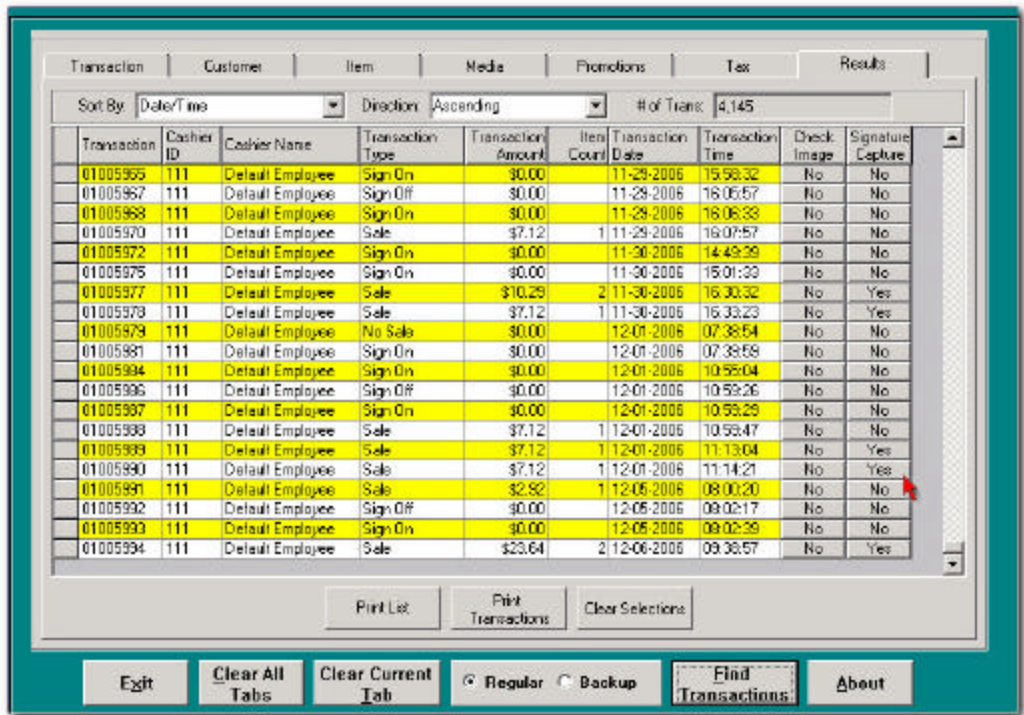 Transaction Customer Item Media Promotions Tax Results
Sort By: Date/Time Direction: Ascending # of Trans: 4,145
Transaction Cashier ID Cashier Name Transaction Type Transaction Amount Item Count Transaction Date Transaction Time Check Image Signature Capture
111 Default Employee Sign On $0.00 11-29-2006 15:58:32 No No
01005967 111 Default Employee Sign Off $0.00 11-29-2006 16:05:57 No No
01005968 111 Default Employee Sign On $0.00 11-29-2006 16:06:33 No No
01005970 111 Default Employee Sale $7.12 1 11-29-2006 16:07:57 No No
01005972 111 Default Employee Sign On $0.00 11-30-2006 14:49:39 No No
01005975 111 Default Employee Sign On $0.00 11-30-2006 15:01:33 No No
01005977 111 Default Employee Sale $10.29 2 11-30-2006 16:30:32 No Yes
01005978 111 Default Employee Sale $7.12 1 11-30-2006 16:33:23 No Yes
01005979 111 Default Employee No Sale $0.00 12-01-2006 07:38:54 No No
01005981 111 Default Employee Sign On $0.00 12-01-2006 07:39:59 No No
01005984 111 Default Employee Sign On $0.00 12-01-2006 10:55:04 No No
01005986 111 Default Employee Sign Off $0.00 12-01-2006 10:59:26 No No
01005987 111 Default Employee Sign On $0.00 12-01-2006 10:59:29 No No
01005988 111 Default Employee Sale $7.12 1 12-01-2006 10:59:47 No No
01005989 111 Default Employee Sale $7.12 1 12-01-2006 11:13:04 No Yes
01005990 111 Default Employee Sale $7.12 1 12-01-2006 11:14:21 No Yes
01005991 111 Default Employee Sale $2.92 1 12-05-2006 08:00:20 No No
01005992 111 Default Employee Sign Off $0.00 12-05-2006 08:02:17 No No
01005993 111 Default Employee Sign On $0.00 12-05-2006 08:02:39 No No
01005994 111 Default Employee Sale $23.64 2 12-06-2006 09:38:57 No Yes
Print List Print Transactions Clear Selections
Exit Clear All Tabs Clear Current Tab Regular Backup Find Transactions About